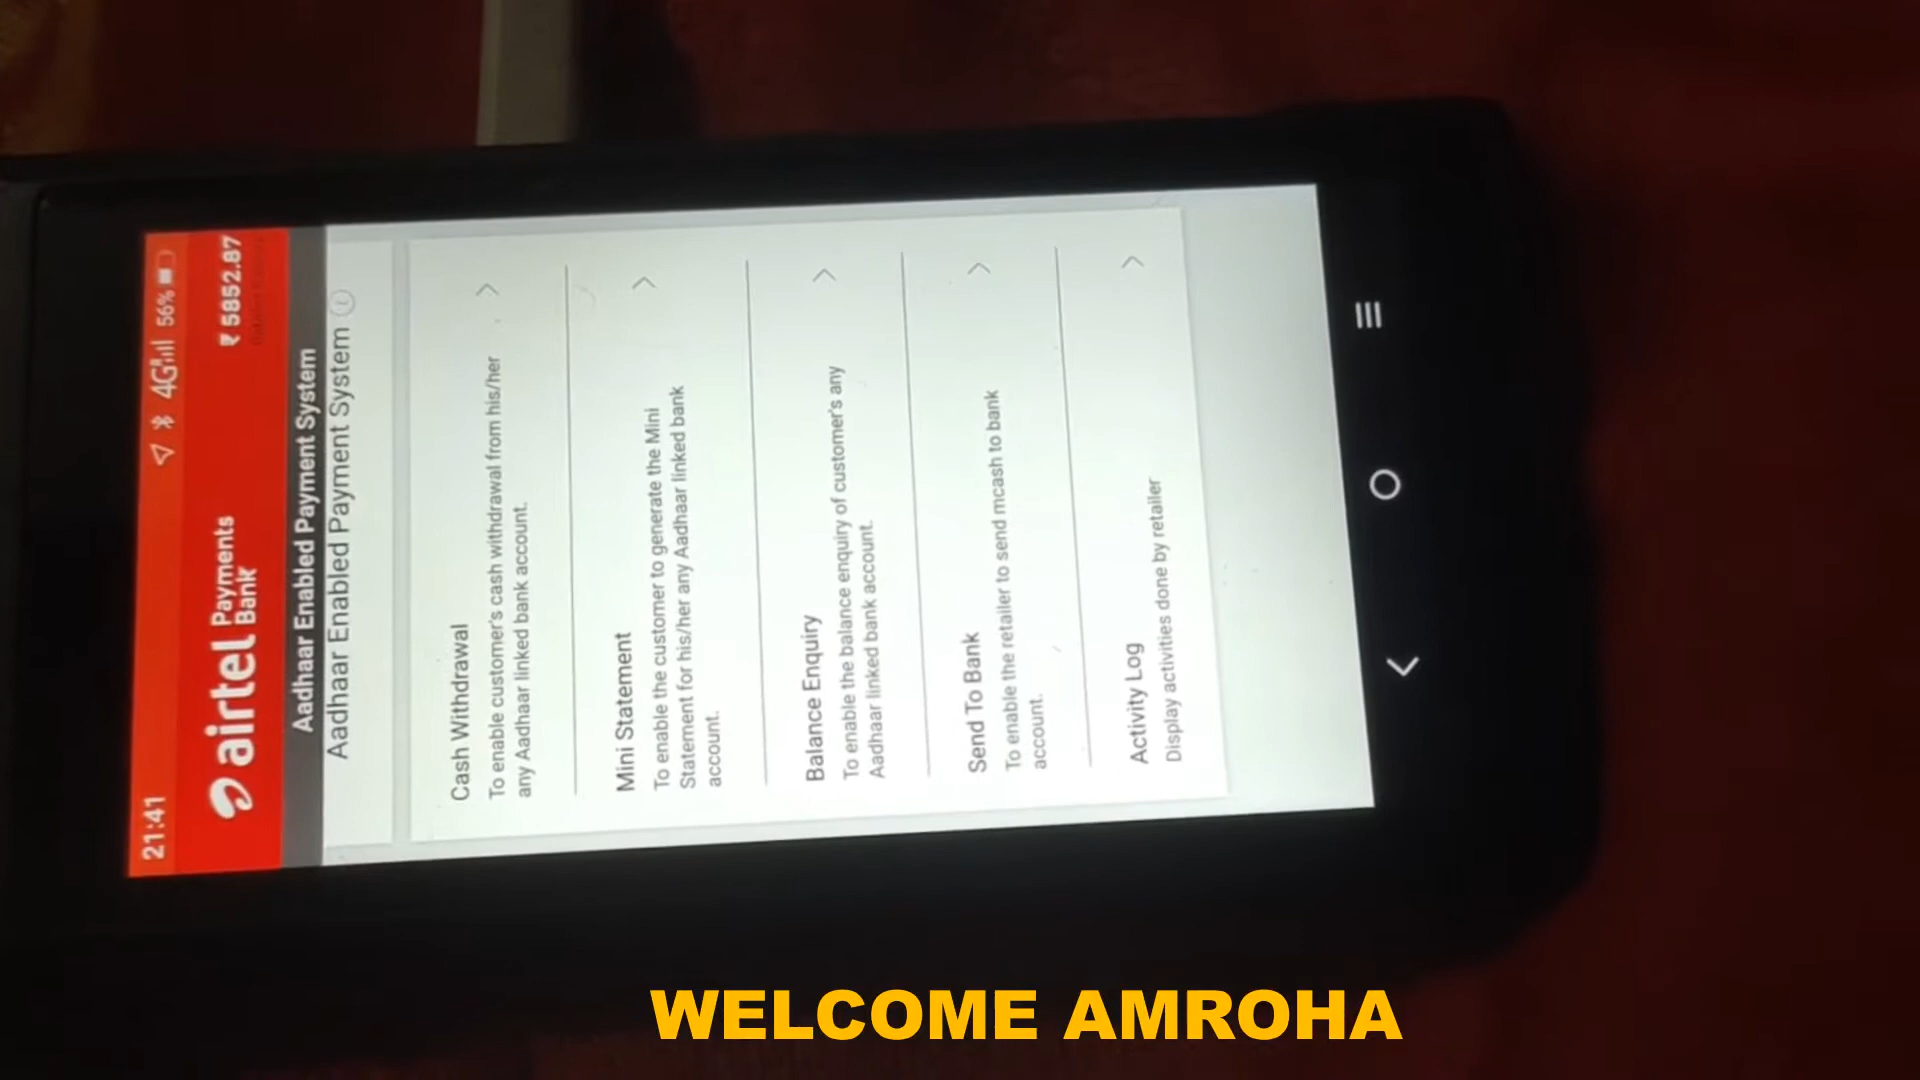 21:41 4G 56%
airtel Payments Bank ₹ 5852.87
Aadhaar Enabled Payment System
Aadhaar Enabled Payment System
Cash Withdrawal
To enable customer's cash withdrawal from his/her
any Aadhaar linked bank account.
Mini Statement
To enable the customer to generate the Mini
Statement for his/her any Aadhaar linked bank
account.
Balance Enquiry
To enable the balance enquiry of customer's any
Aadhaar linked bank account.
Send To Bank
To enable the retailer to send mcash to bank
account.
Activity Log
Display activities done by retailer
WELCOME AMROHA